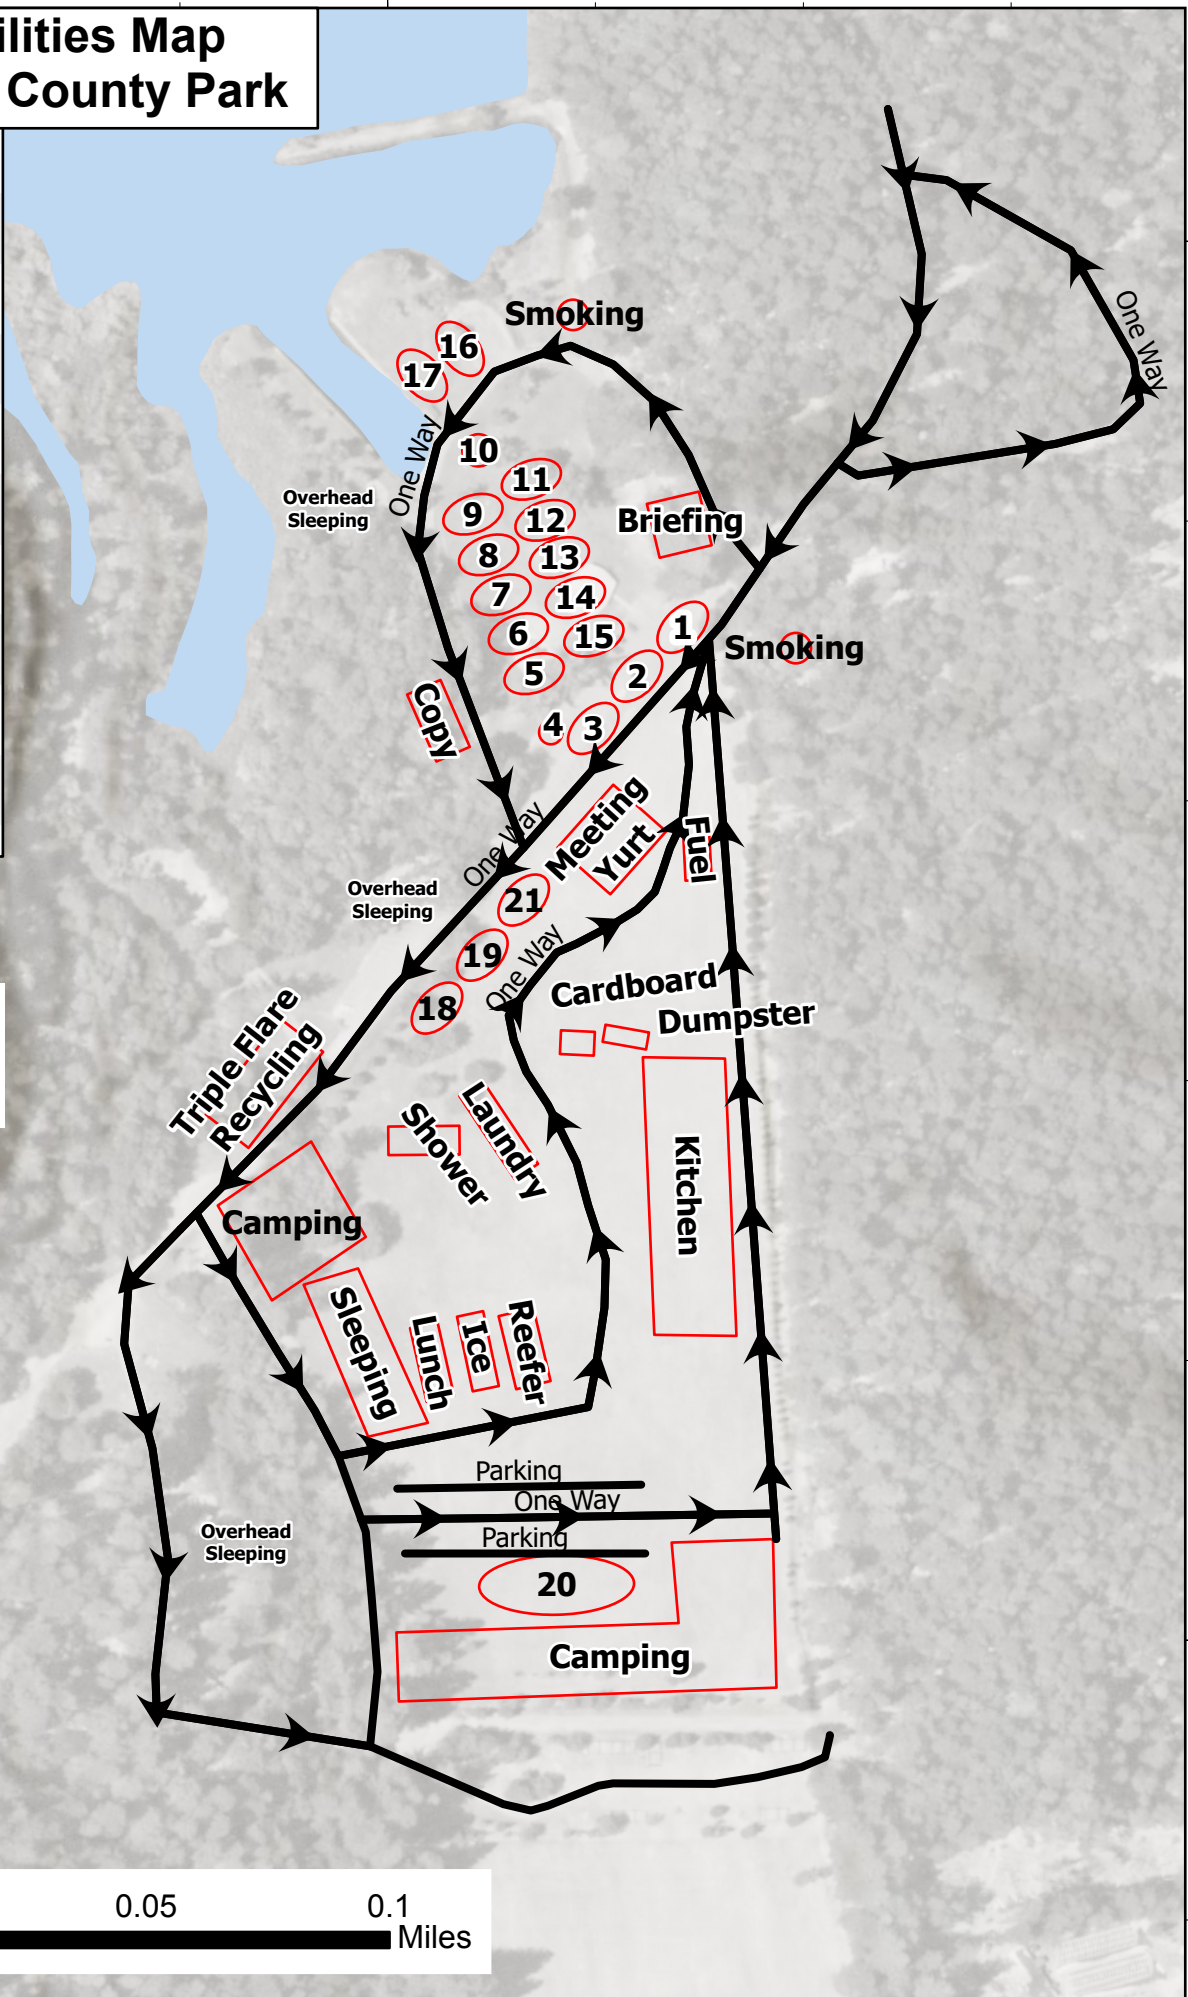 ilities Map
County Park
One Way
Smoking
16
17
One Way
10
11
Overhead
Sleeping
9
12
Briefing
8
13
7
14
6
15
1
Smoking
5
2
Copy
4
3
Meeting
Yurt
One Way
Fuel
Overhead
Sleeping
21
19
One Way
18
Cardboard
Dumpster
Triple Flare
Recycling
Shower
Laundry
Kitchen
Camping
Sleeping
Lunch
Ice
Reefer
Parking
One Way
Parking
Overhead
Sleeping
20
Camping
0.05 0.1
Miles